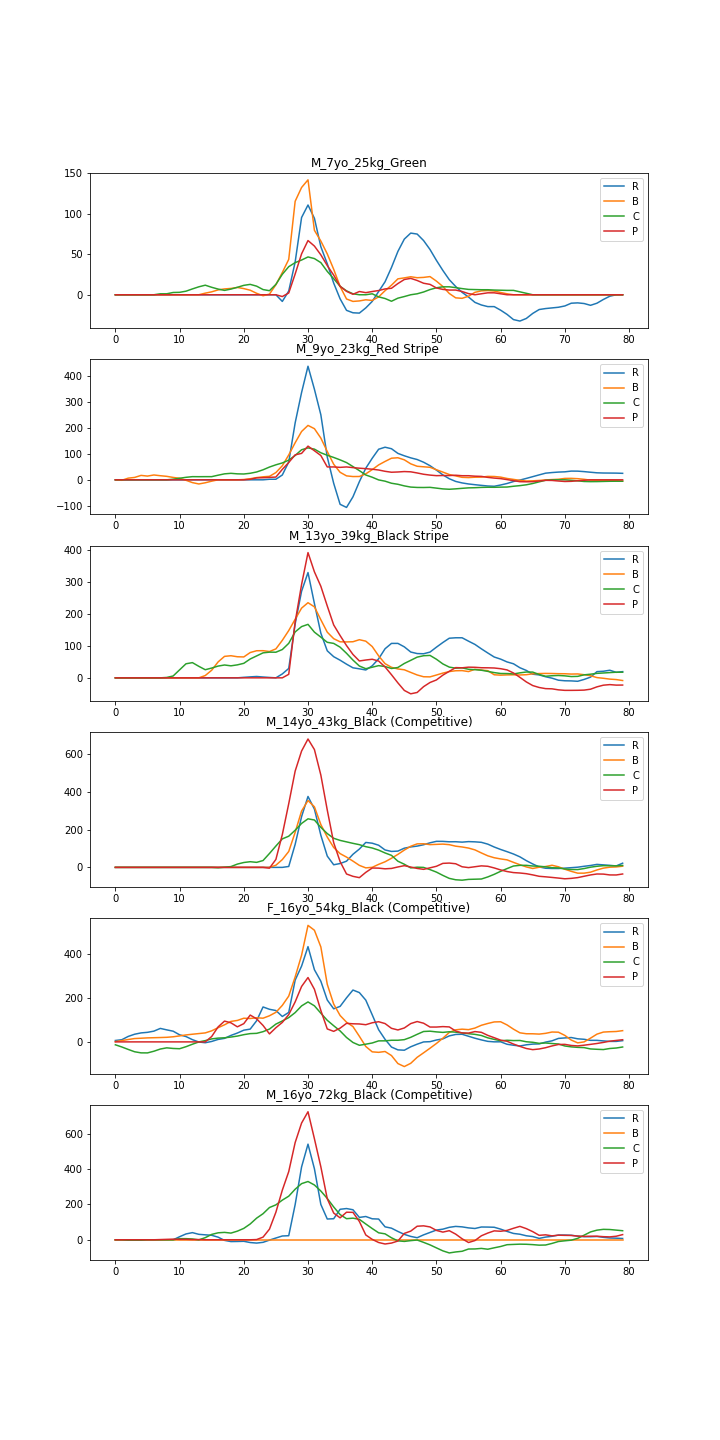 M_7yo_25kg_Green
150
100
50
0
R
B
C
P
0 10 20 30 40 50 60 70 80
M_9yo_23kg_Red Stripe
400
300
200
100
0
−100
R
B
C
P
0 10 20 30 40 50 60 70 80
M_13yo_39kg_Black Stripe
400
300
200
100
0
R
B
C
P
0 10 20 30 40 50 60 70 80
M_14yo_43kg_Black (Competitive)
600
400
200
0
R
B
C
P
0 10 20 30 40 50 60 70 80
F_16yo_54kg_Black (Competitive)
400
200
0
R
B
C
P
0 10 20 30 40 50 60 70 80
M_16yo_72kg_Black (Competitive)
600
400
200
0
R
B
C
P
0 10 20 30 40 50 60 70 80